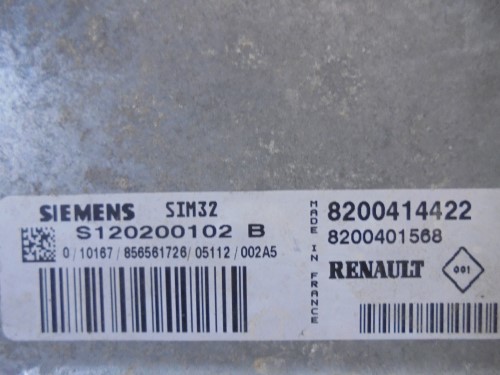 SIEMENS SIM32
S120200102 B
0/10167/856561726/05112/002A5
MADE IN FRANCE
8200414422
8200401568
RENAULT 001